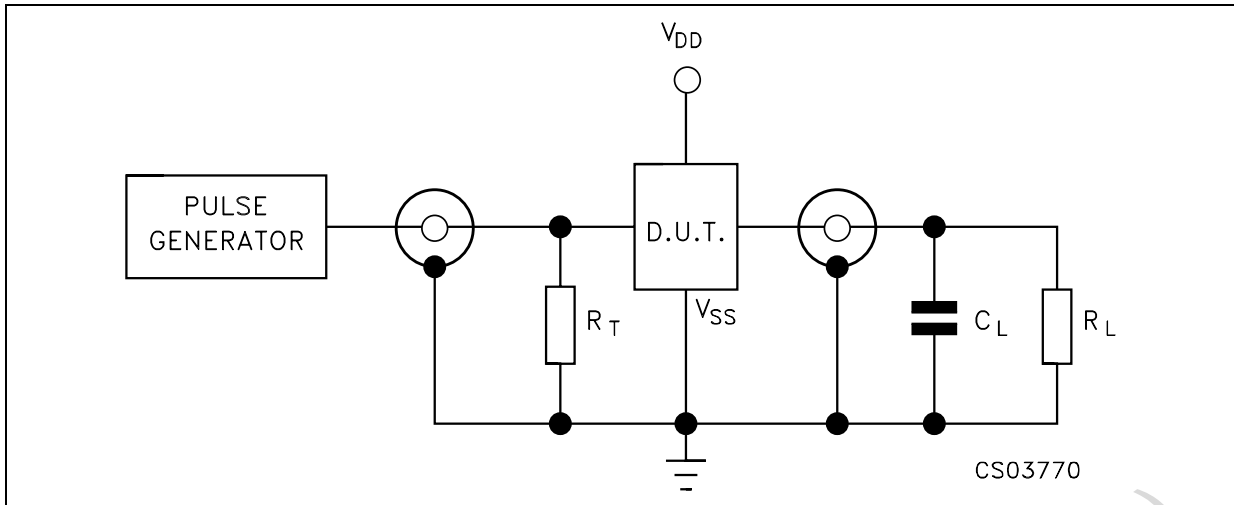 VDD
PULSE
GENERATOR
D.U.T.
VSS
RT
CL
RL
CS03770